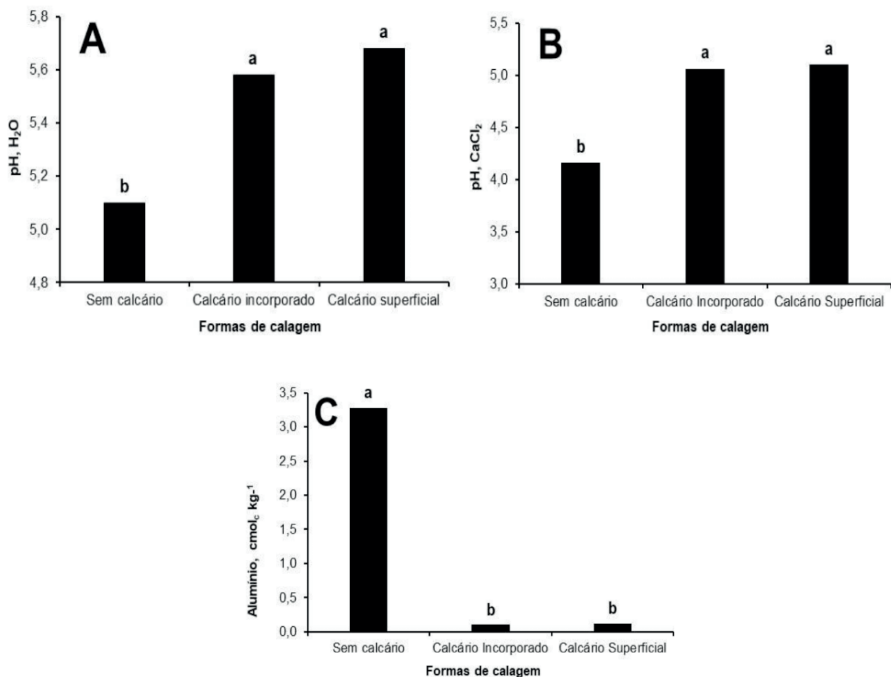 A
pH, H₂O
5,8
5,6
5,4
5,2
5,0
4,8
b
a
a
Sem calcário
Calcário incorporado
Calcário superficial
Formas de calagem
B
pH, CaCl₂
5,5
5,0
4,5
4,0
3,5
3,0
b
a
a
Sem calcário
Calcário Incorporado
Calcário Superficial
Formas de calagem
C
Alumínio, cmol꜀ kg⁻¹
3,5
3,0
2,5
2,0
1,5
1,0
0,5
0,0
a
b
b
Sem calcário
Calcário Incorporado
Calcário Superficial
Formas de calagem